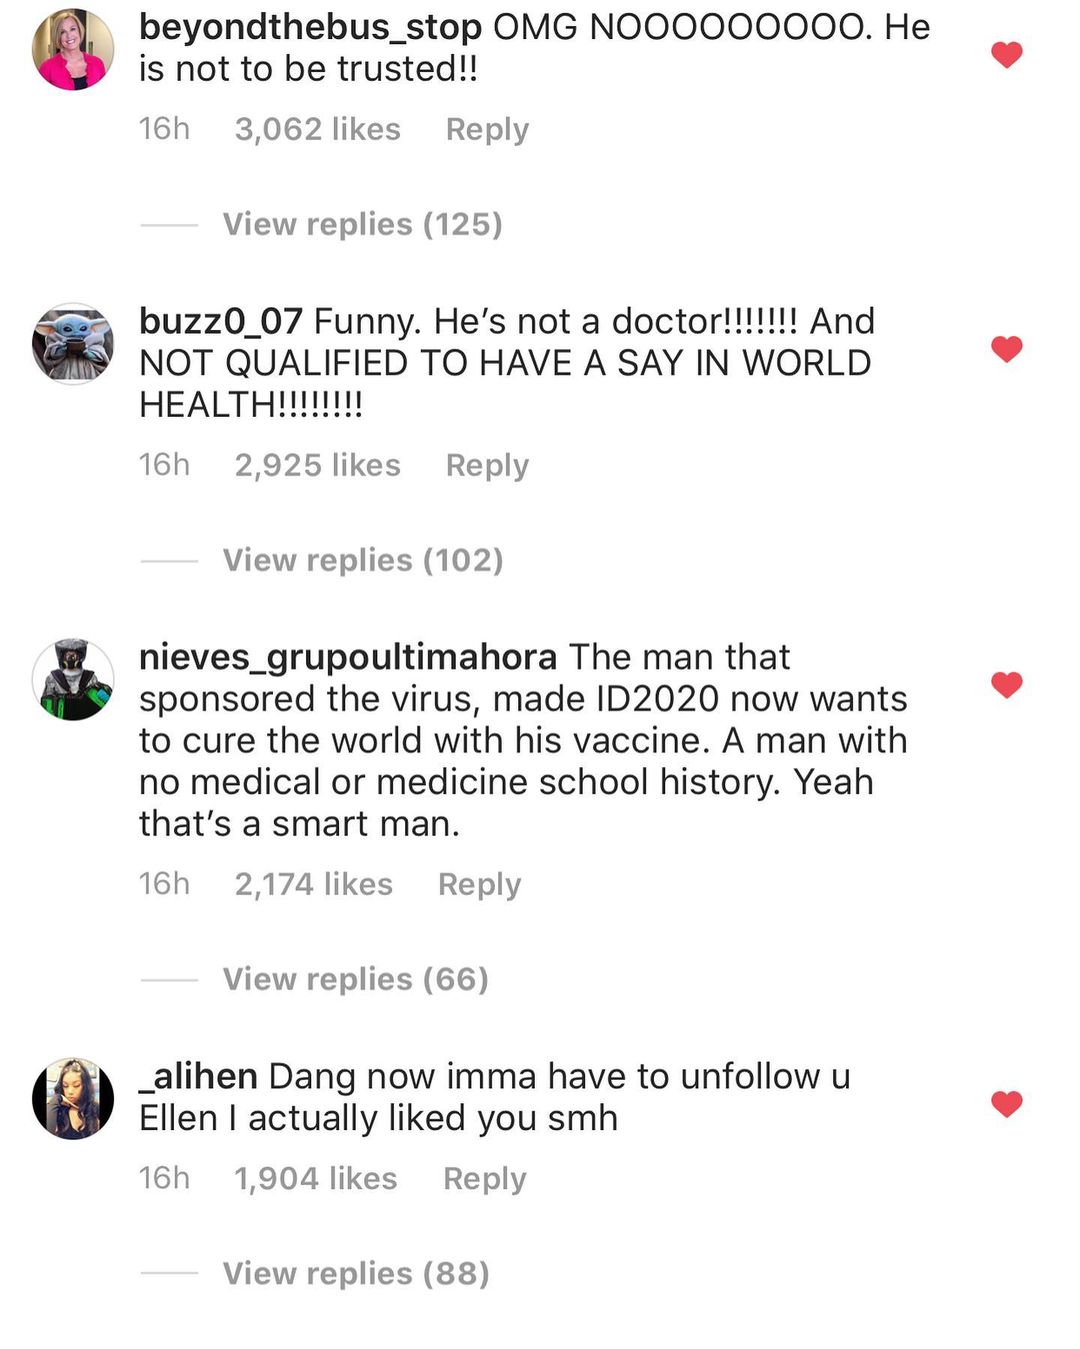 beyondthebus_stop OMG NOOOOOOOOO. He
is not to be trusted!!
16h 3,062 likes Reply
View replies (125)
buzz0_07 Funny. He’s not a doctor!!!!!!! And
NOT QUALIFIED TO HAVE A SAY IN WORLD
HEALTH!!!!!!!!
16h 2,925 likes Reply
View replies (102)
nieves_grupoultimahora The man that
sponsored the virus, made ID2020 now wants
to cure the world with his vaccine. A man with
no medical or medicine school history. Yeah
that’s a smart man.
16h 2,174 likes Reply
View replies (66)
_alihen Dang now imma have to unfollow u
Ellen I actually liked you smh
16h 1,904 likes Reply
View replies (88)